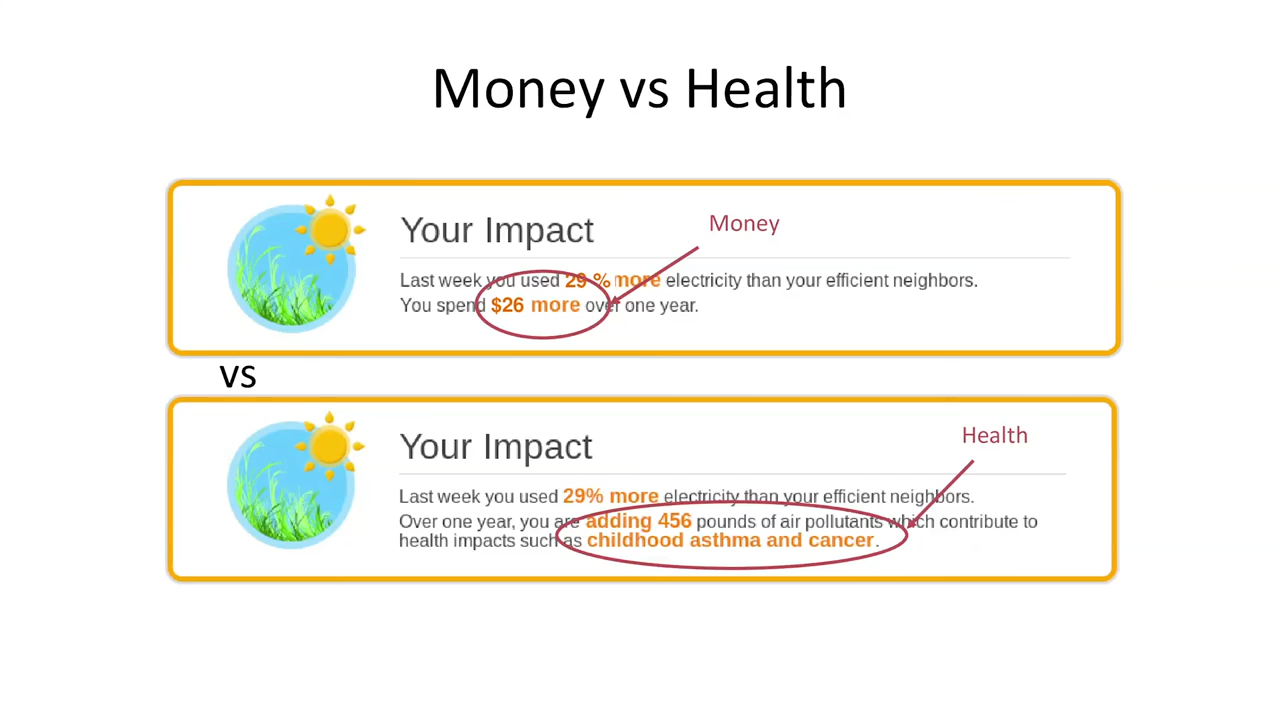 Money vs Health
Your Impact
Money
Last week you used 29 % more electricity than your efficient neighbors.
You spend $26 more over one year.
vs
Your Impact
Health
Last week you used 29% more electricity than your efficient neighbors.
Over one year, you are adding 456 pounds of air pollutants which contribute to
health impacts such as childhood asthma and cancer.